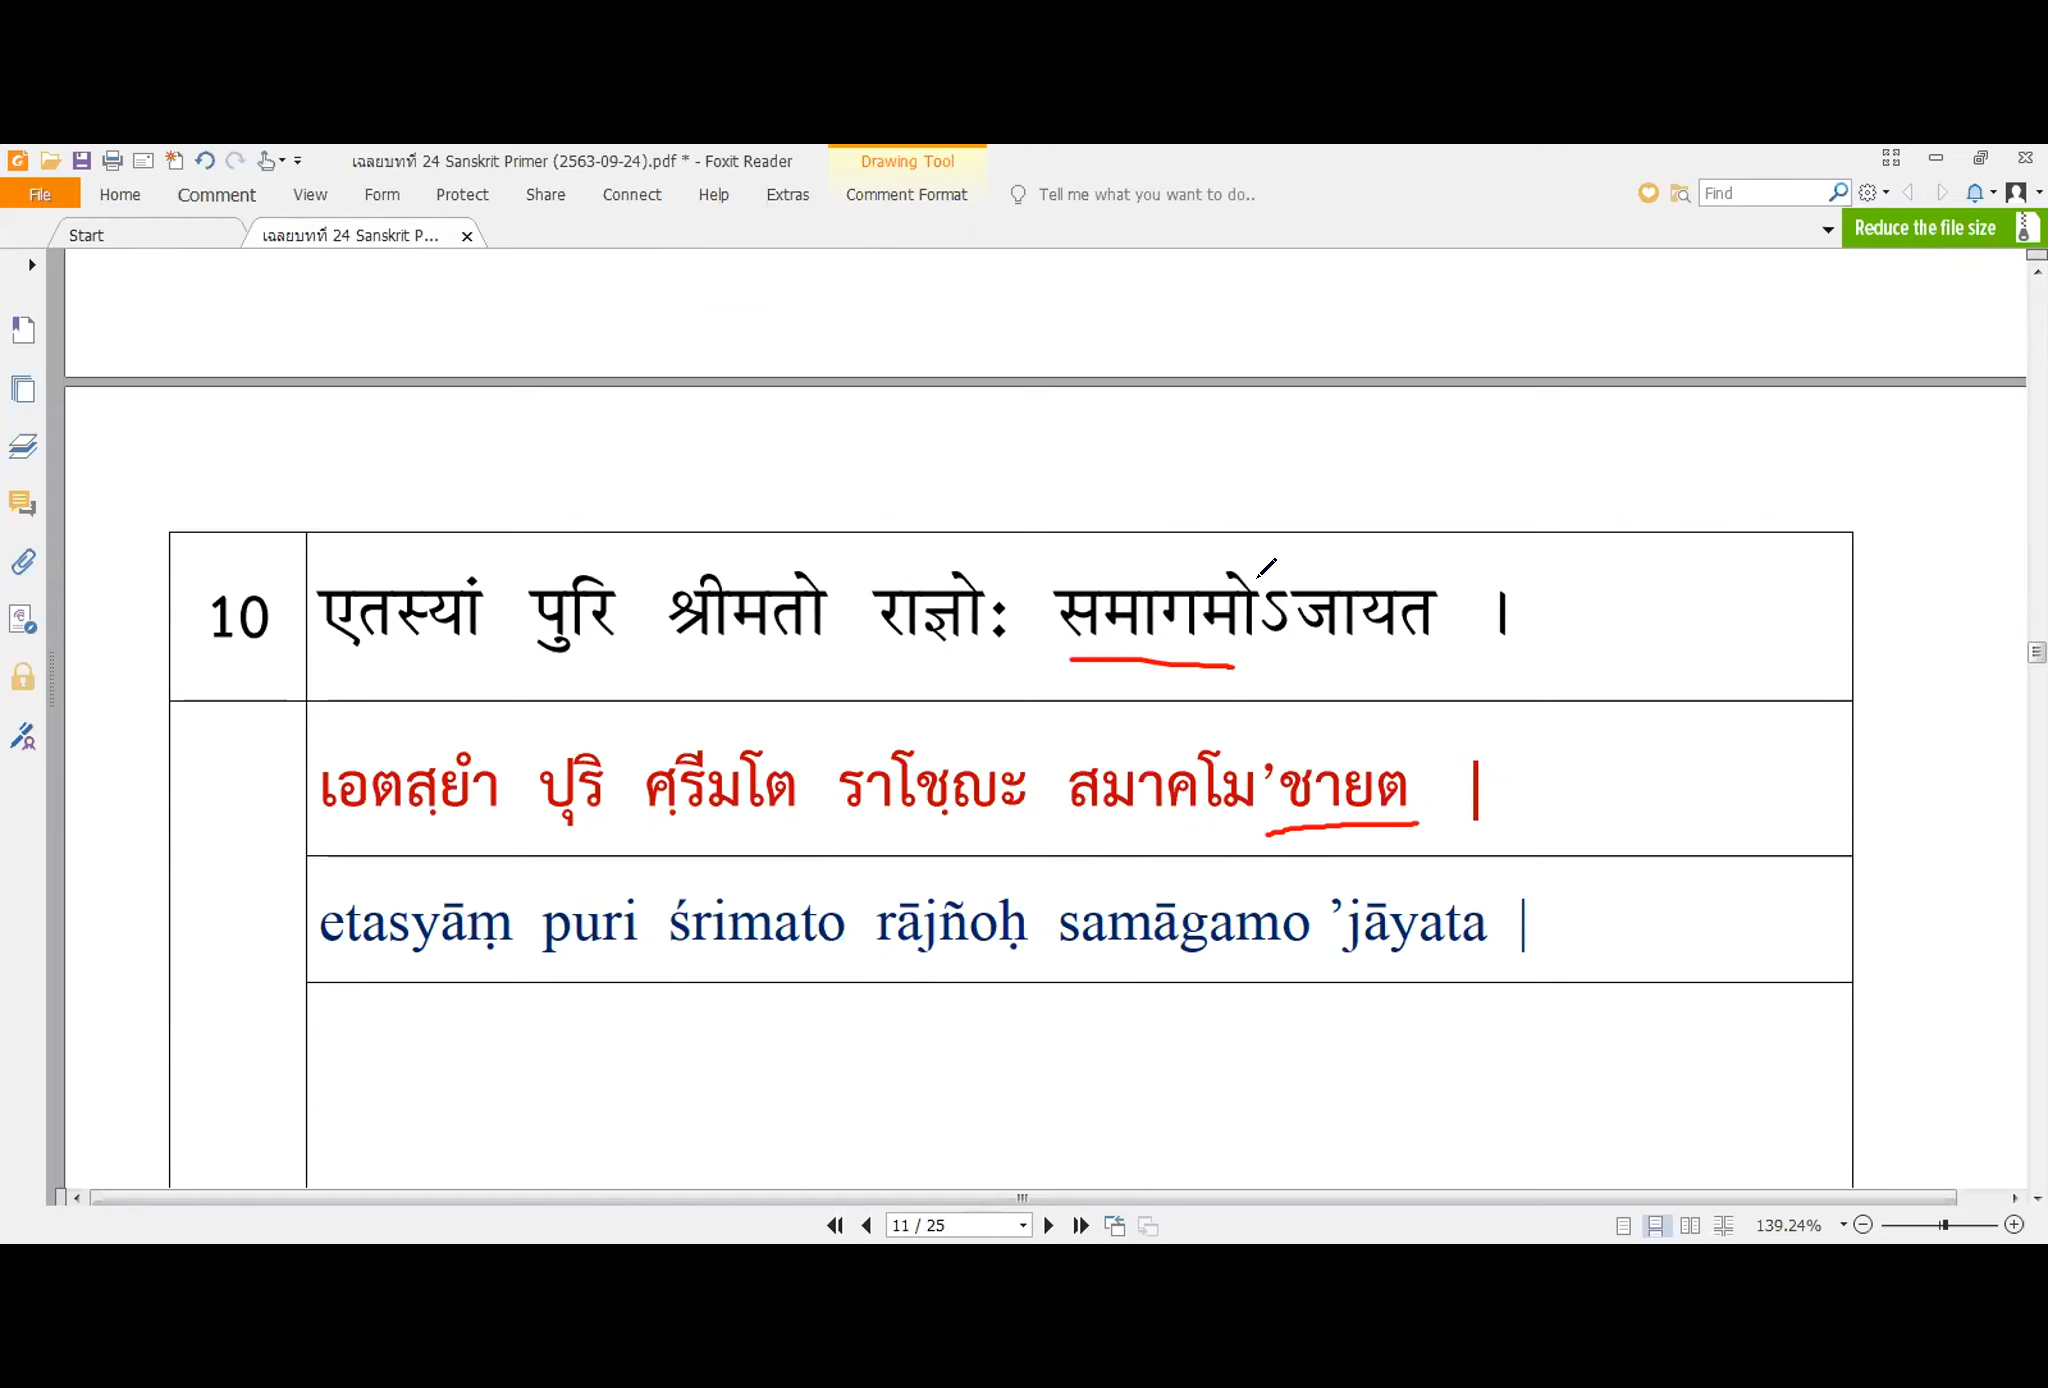 เฉลยบทที่ 24 Sanskrit Primer (2563-09-24).pdf * - Foxit Reader
Drawing Tool
File Home Comment View Form Protect Share Connect Help Extras Comment Format Tell me what you want to do.. Find
Start เฉลยบทที่ 24 Sanskrit P... Reduce the file size
10 एतस्यां पुरि श्रीमतो राज्ञोः समागमोऽजायत ।
เอตสฺยำ ปุริ ศฺรีมโต ราโชฺญะ สมาคโม’ชายต |
etasyāṃ puri śrimato rājñoḥ samāgamo ’jāyata |
11 / 25 139.24%